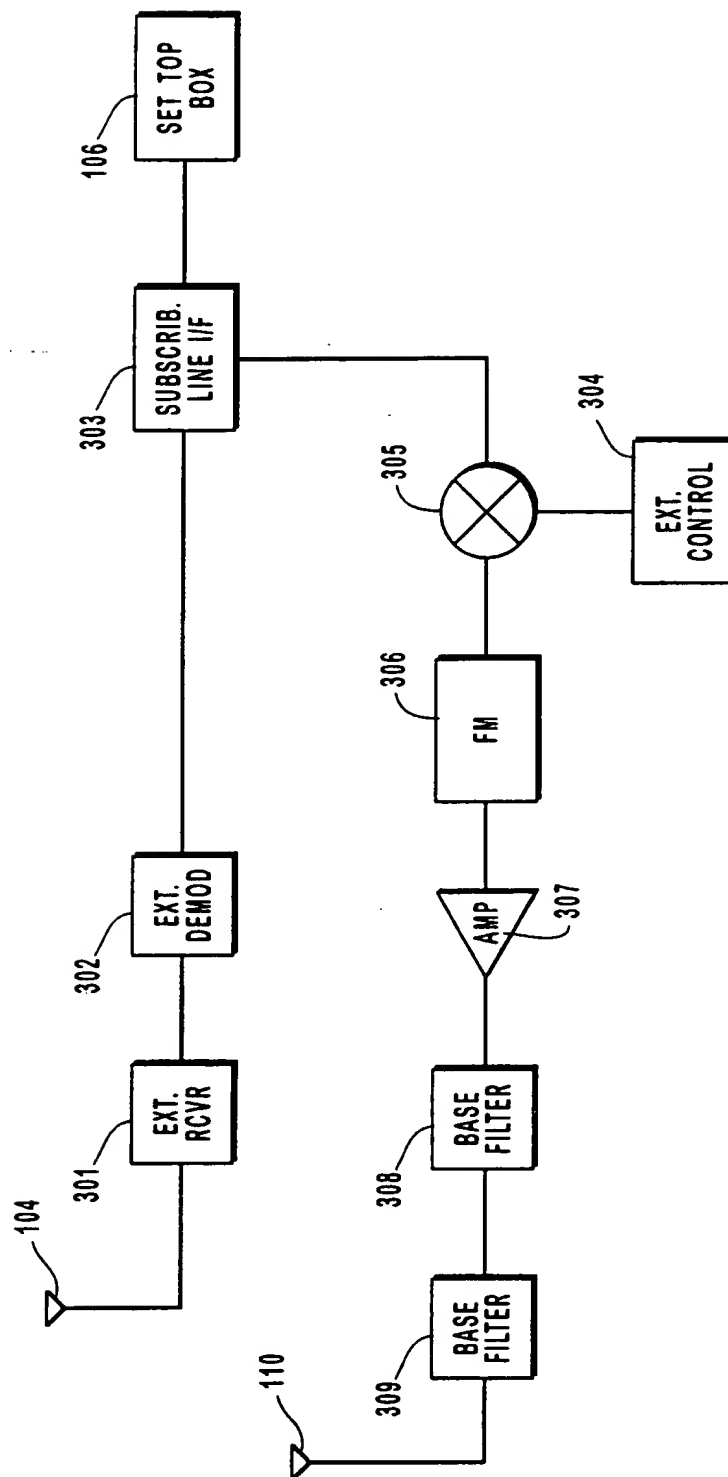 104
301
EXT.
RCVR
302
EXT.
DEMOD
303
SUBSCRIB.
LINE I/F
106
SET TOP
BOX
110
309
BASE
FILTER
308
BASE
FILTER
AMP
307
306
FM
305
304
EXT.
CONTROL